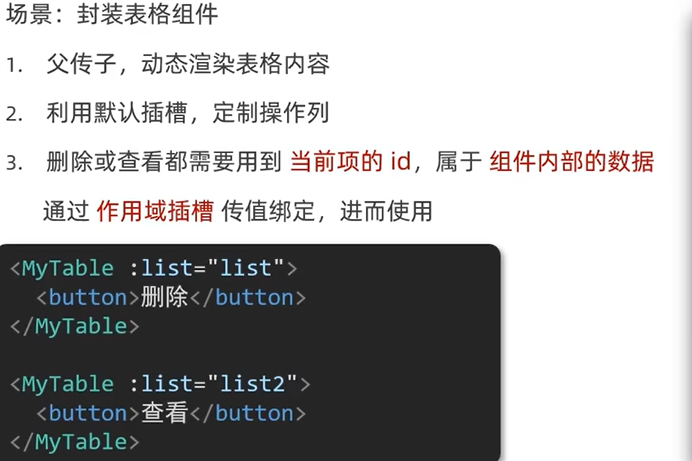 场景：封装表格组件
1. 父传子，动态渲染表格内容
2. 利用默认插槽，定制操作列
3. 删除或查看都需要用到 当前项的 id，属于 组件内部的数据
通过 作用域插槽 传值绑定，进而使用
<MyTable :list="list">
  <button>删除</button>
</MyTable>
<MyTable :list="list2">
  <button>查看</button>
</MyTable>